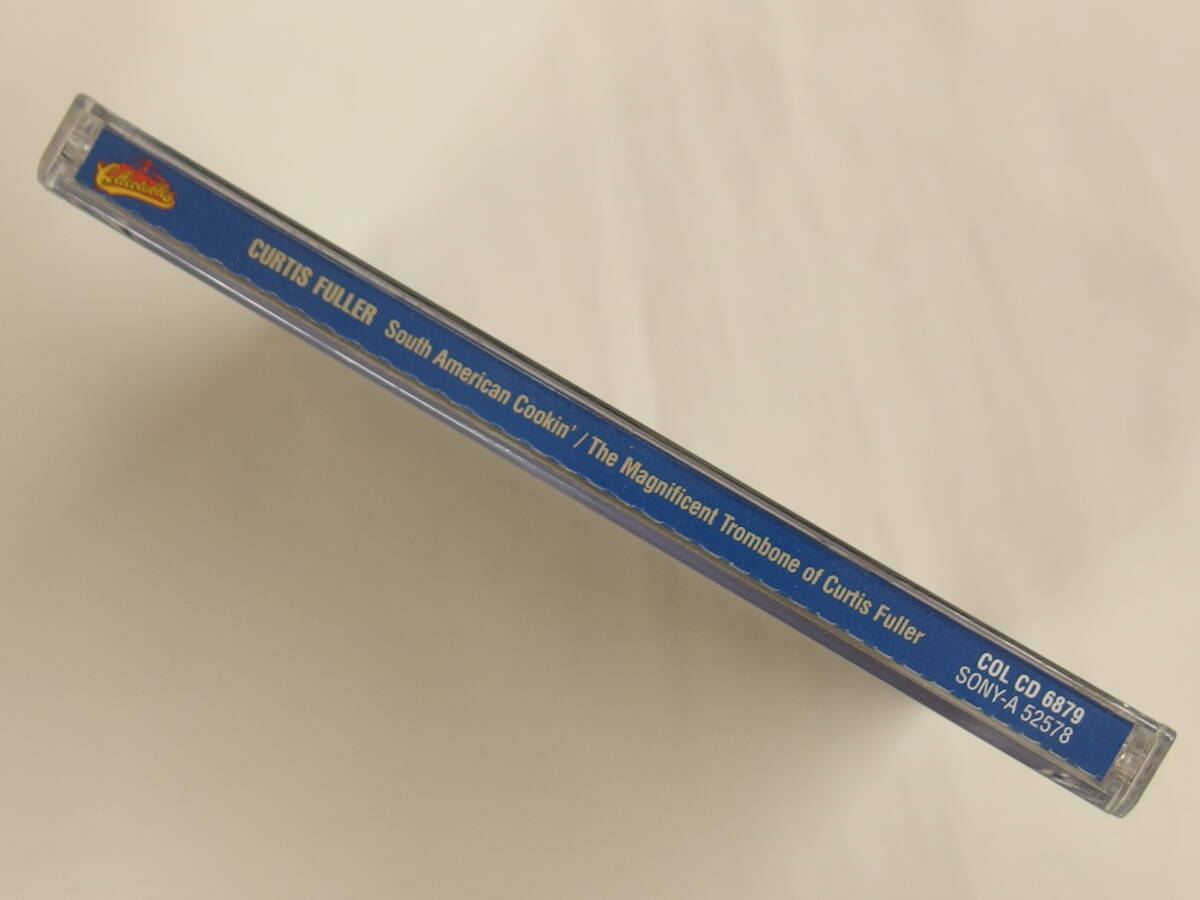 Collectables
CURTIS FULLER South American Cookin' / The Magnificent Trombone of Curtis Fuller
COL CD 6879
SONY-A 52578